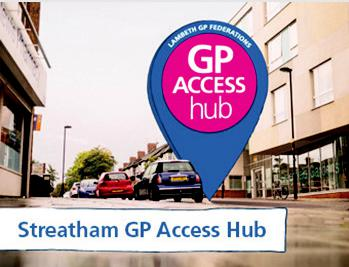 LAMBETH GP FEDERATIONS
GP
ACCESS
hub
Streatham GP Access Hub